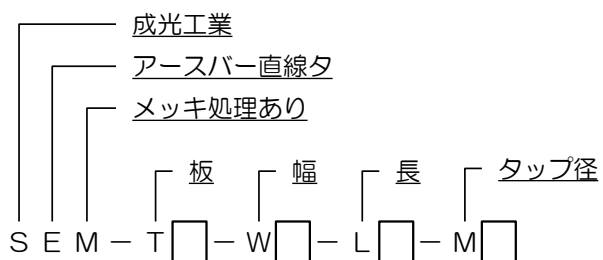 成光工業
アースバー直線タ
メッキ処理あり
板 幅 長 タップ径
SEM-T□-W□-L□-M□